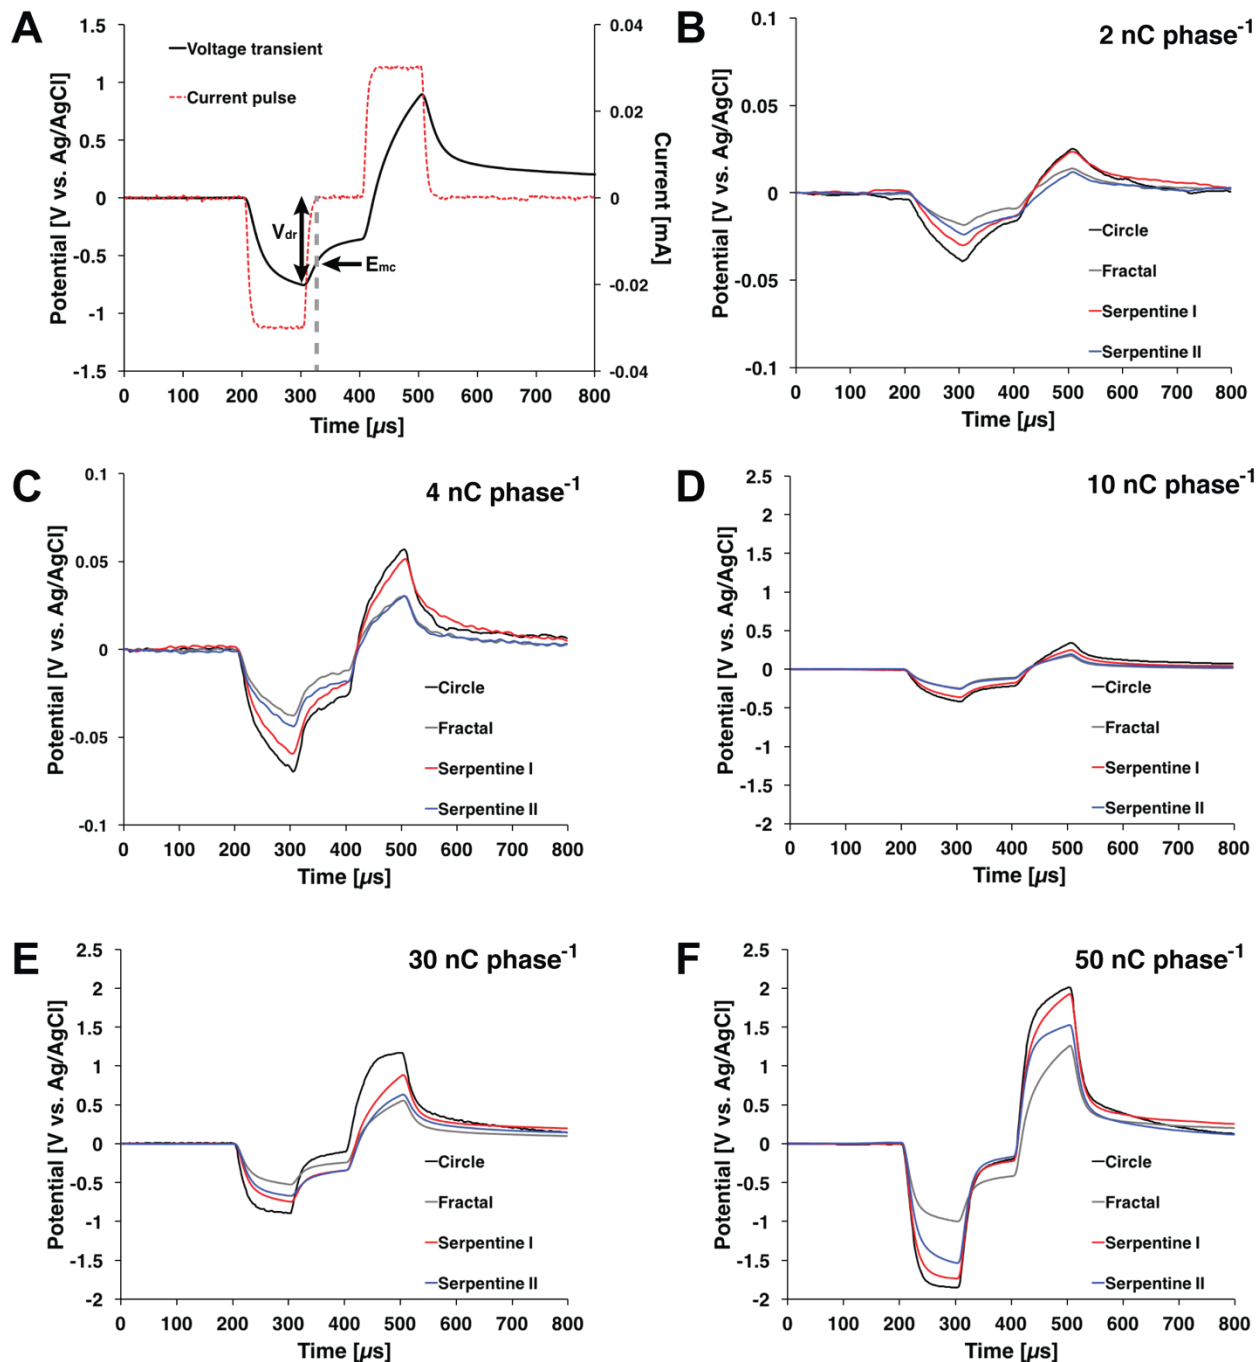 A
1.5
1
0.5
0
-0.5
-1
-1.5
Potential [V vs. Ag/AgCl]
Voltage transient
Current pulse
Vdr
Emc
0.04
0.02
0
-0.02
-0.04
Current [mA]
0 100 200 300 400 500 600 700 800
Time [µs]
B
2 nC phase-1
0.1
0.05
0
-0.05
-0.1
Potential [V vs. Ag/AgCl]
Circle
Fractal
Serpentine I
Serpentine II
0 100 200 300 400 500 600 700 800
Time [µs]
C
4 nC phase-1
0.1
0.05
0
-0.05
-0.1
Potential [V vs. Ag/AgCl]
Circle
Fractal
Serpentine I
Serpentine II
0 100 200 300 400 500 600 700 800
Time [µs]
D
10 nC phase-1
2.5
2
1.5
1
0.5
0
-0.5
-1
-1.5
-2
Potential [V vs. Ag/AgCl]
Circle
Fractal
Serpentine I
Serpentine II
0 100 200 300 400 500 600 700 800
Time [µs]
E
30 nC phase-1
2.5
2
1.5
1
0.5
0
-0.5
-1
-1.5
-2
Potential [V vs. Ag/AgCl]
Circle
Fractal
Serpentine I
Serpentine II
0 100 200 300 400 500 600 700 800
Time [µs]
F
50 nC phase-1
2.5
2
1.5
1
0.5
0
-0.5
-1
-1.5
-2
Potential [V vs. Ag/AgCl]
Circle
Fractal
Serpentine I
Serpentine II
0 100 200 300 400 500 600 700 800
Time [µs]